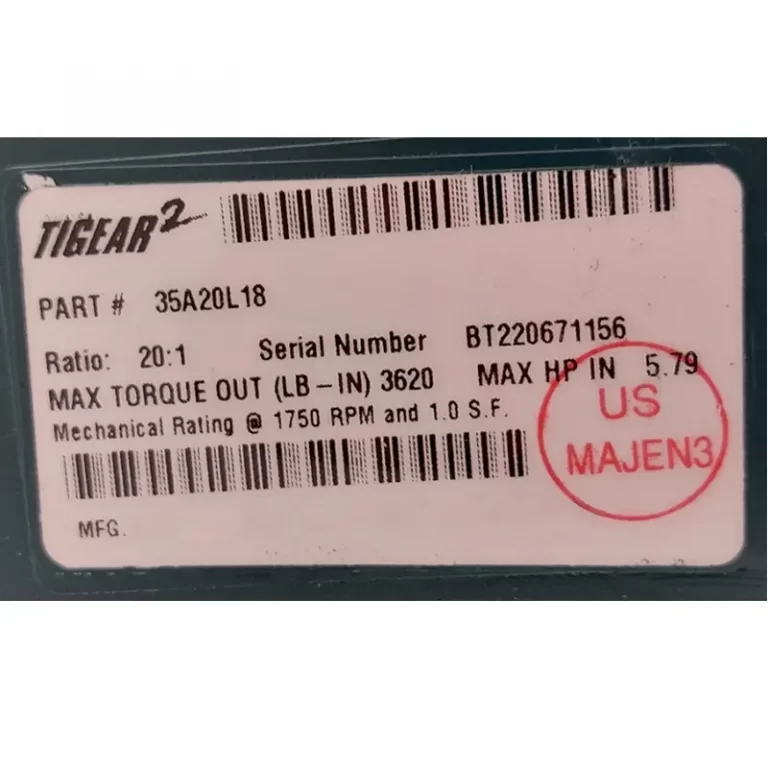 TIGEAR2
PART # 35A20L18
Ratio: 20:1 Serial Number BT220671156
MAX TORQUE OUT (LB-IN) 3620 MAX HP IN 5.79
Mechanical Rating @ 1750 RPM and 1.0 S.F.
US
MAJEN3
MFG.